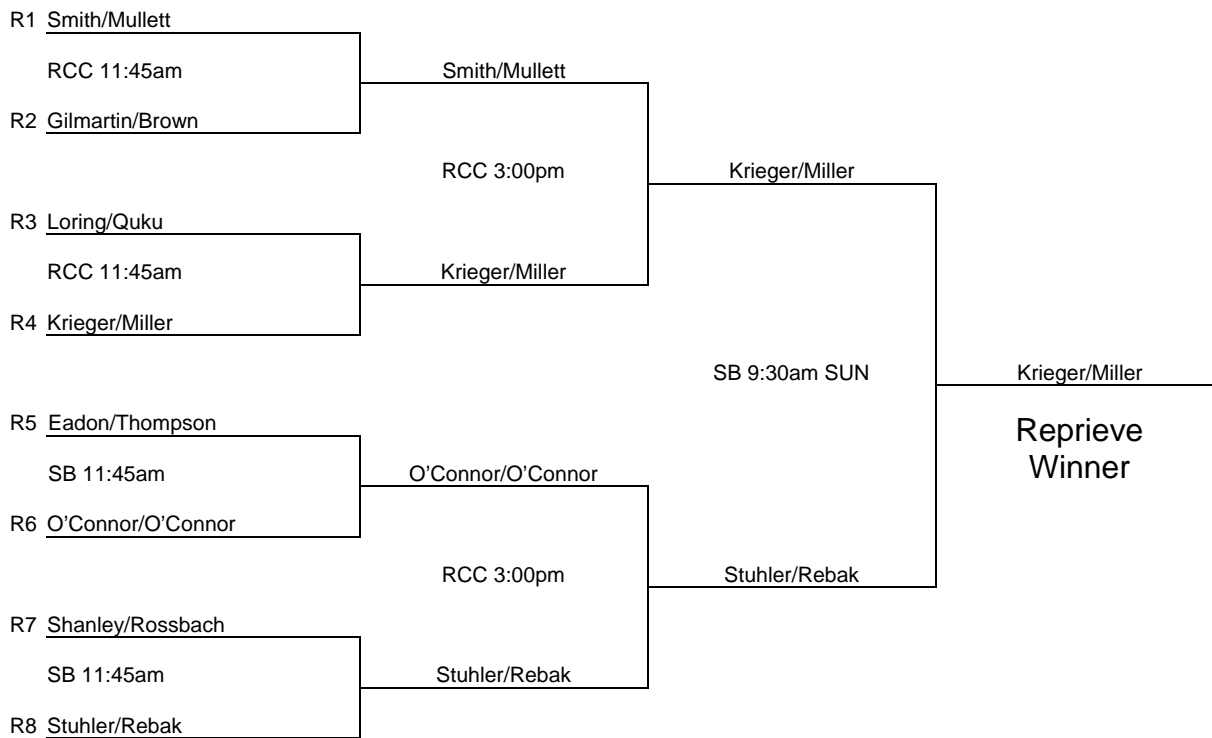 R1 Smith/Mullett
RCC 11:45am
Smith/Mullett
R2 Gilmartin/Brown
RCC 3:00pm
Krieger/Miller
R3 Loring/Quku
RCC 11:45am
Krieger/Miller
R4 Krieger/Miller
SB 9:30am SUN
Krieger/Miller
R5 Eadon/Thompson
Reprieve
Winner
SB 11:45am
O’Connor/O’Connor
R6 O’Connor/O’Connor
RCC 3:00pm
Stuhler/Rebak
R7 Shanley/Rossbach
SB 11:45am
Stuhler/Rebak
R8 Stuhler/Rebak